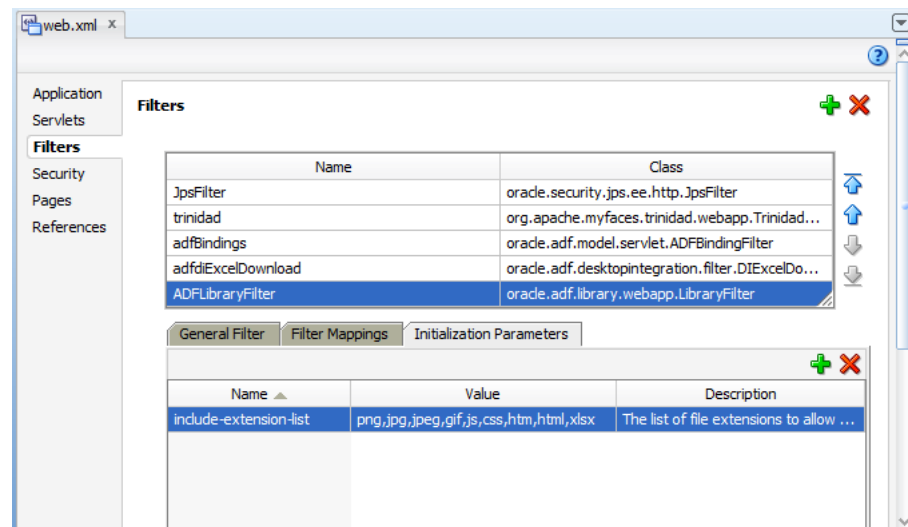 web.xml x
Application
Servlets
Filters
Security
Pages
References
Filters
Name Class
JpsFilter oracle.security.jps.ee.http.JpsFilter
trinidad org.apache.myfaces.trinidad.webapp.Trinidad...
adfBindings oracle.adf.model.servlet.ADFBindingFilter
adfdiExcelDownload oracle.adf.desktopintegration.filter.DIExcelDo...
ADFLibraryFilter oracle.adf.library.webapp.LibraryFilter
General Filter Filter Mappings Initialization Parameters
Name Value Description
include-extension-list png,jpg,jpeg,gif,js,css,htm,html,xlsx The list of file extensions to allow ...